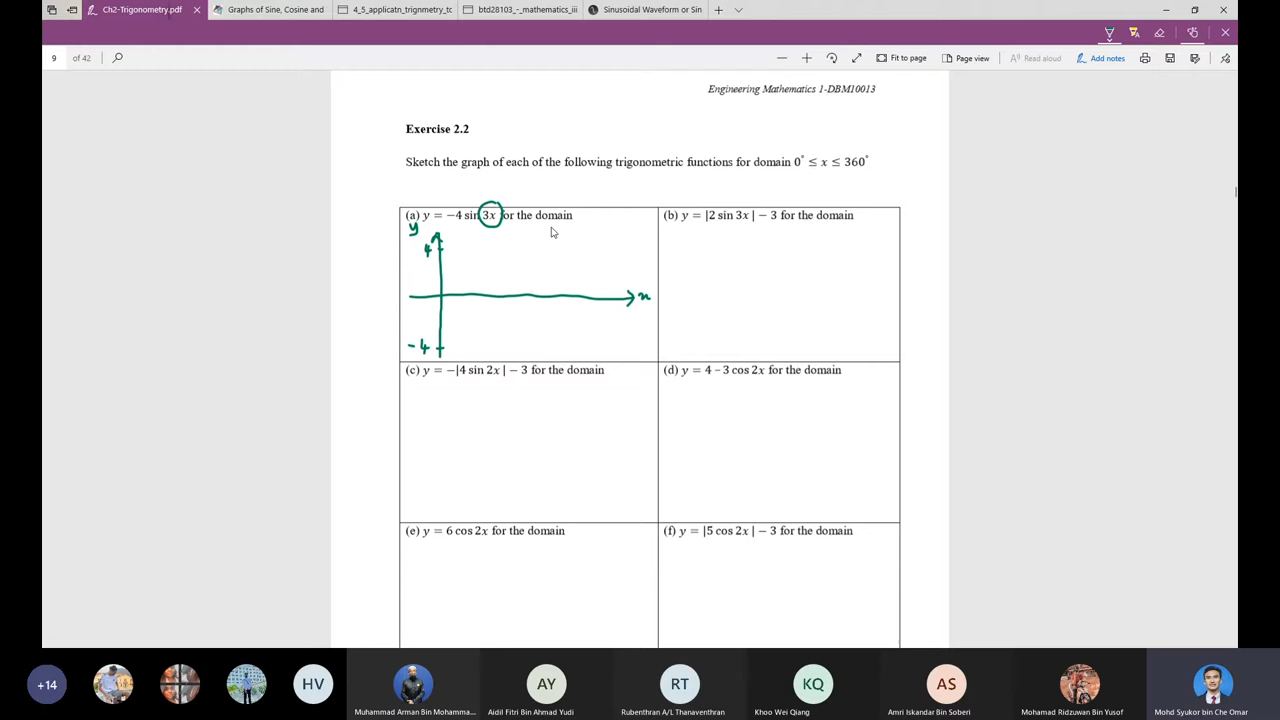 Ch2-Trigonometry.pdf
Graphs of Sine, Cosine and
4_5_applicatn_trignmetry_to
btd28103_-_mathematics_iii
Sinusoidal Waveform or Sin
9 of 42
Fit to page
Page view
Read aloud
Add notes
Engineering Mathematics 1-DBM10013
Exercise 2.2
Sketch the graph of each of the following trigonometric functions for domain 0° ≤ x ≤ 360°
(a) y = −4 sin 3x for the domain
(b) y = |2 sin 3x | − 3 for the domain
y
4
x
-4
(c) y = −|4 sin 2x | − 3 for the domain
(d) y = 4 – 3 cos 2x for the domain
(e) y = 6 cos 2x for the domain
(f) y = |5 cos 2x | − 3 for the domain
+14
HV
AY
RT
KQ
AS
Muhammad Arman Bin Mohamma...
Aidil Fitri Bin Ahmad Yudi
Rubenthran A/L Thanaventhran
Khoo Wei Qiang
Amri Iskandar Bin Soberi
Mohamad Ridzuwan Bin Yusof
Mohd Syukor bin Che Omar